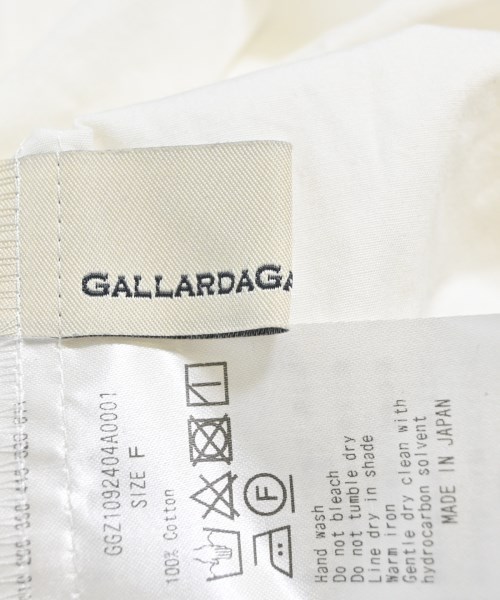 GALLARDAGA
GGZ1092404A0001
SIZE F
100% Cotton
F
Hand wash
Do not bleach
Do not tumble dry
Line dry in shade
Warm iron
Gentle dry clean with
hydrocarbon solvent
MADE IN JAPAN